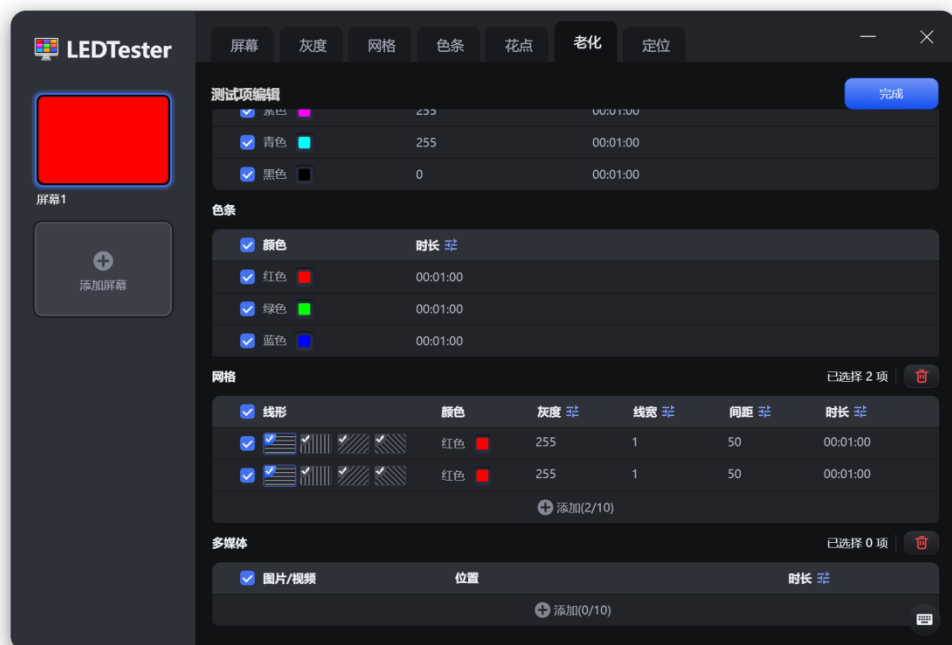 LEDTester
屏幕 灰度 网格 色条 花点 老化 定位
屏幕1
添加屏幕
测试项编辑 完成
紫色 255 00:01:00
青色 255 00:01:00
黑色 0 00:01:00
色条
颜色 时长
红色 00:01:00
绿色 00:01:00
蓝色 00:01:00
网格 已选择 2 项
线形 颜色 灰度 线宽 间距 时长
红色 255 1 50 00:01:00
红色 255 1 50 00:01:00
添加(2/10)
多媒体 已选择 0 项
图片/视频 位置 时长
添加(0/10)